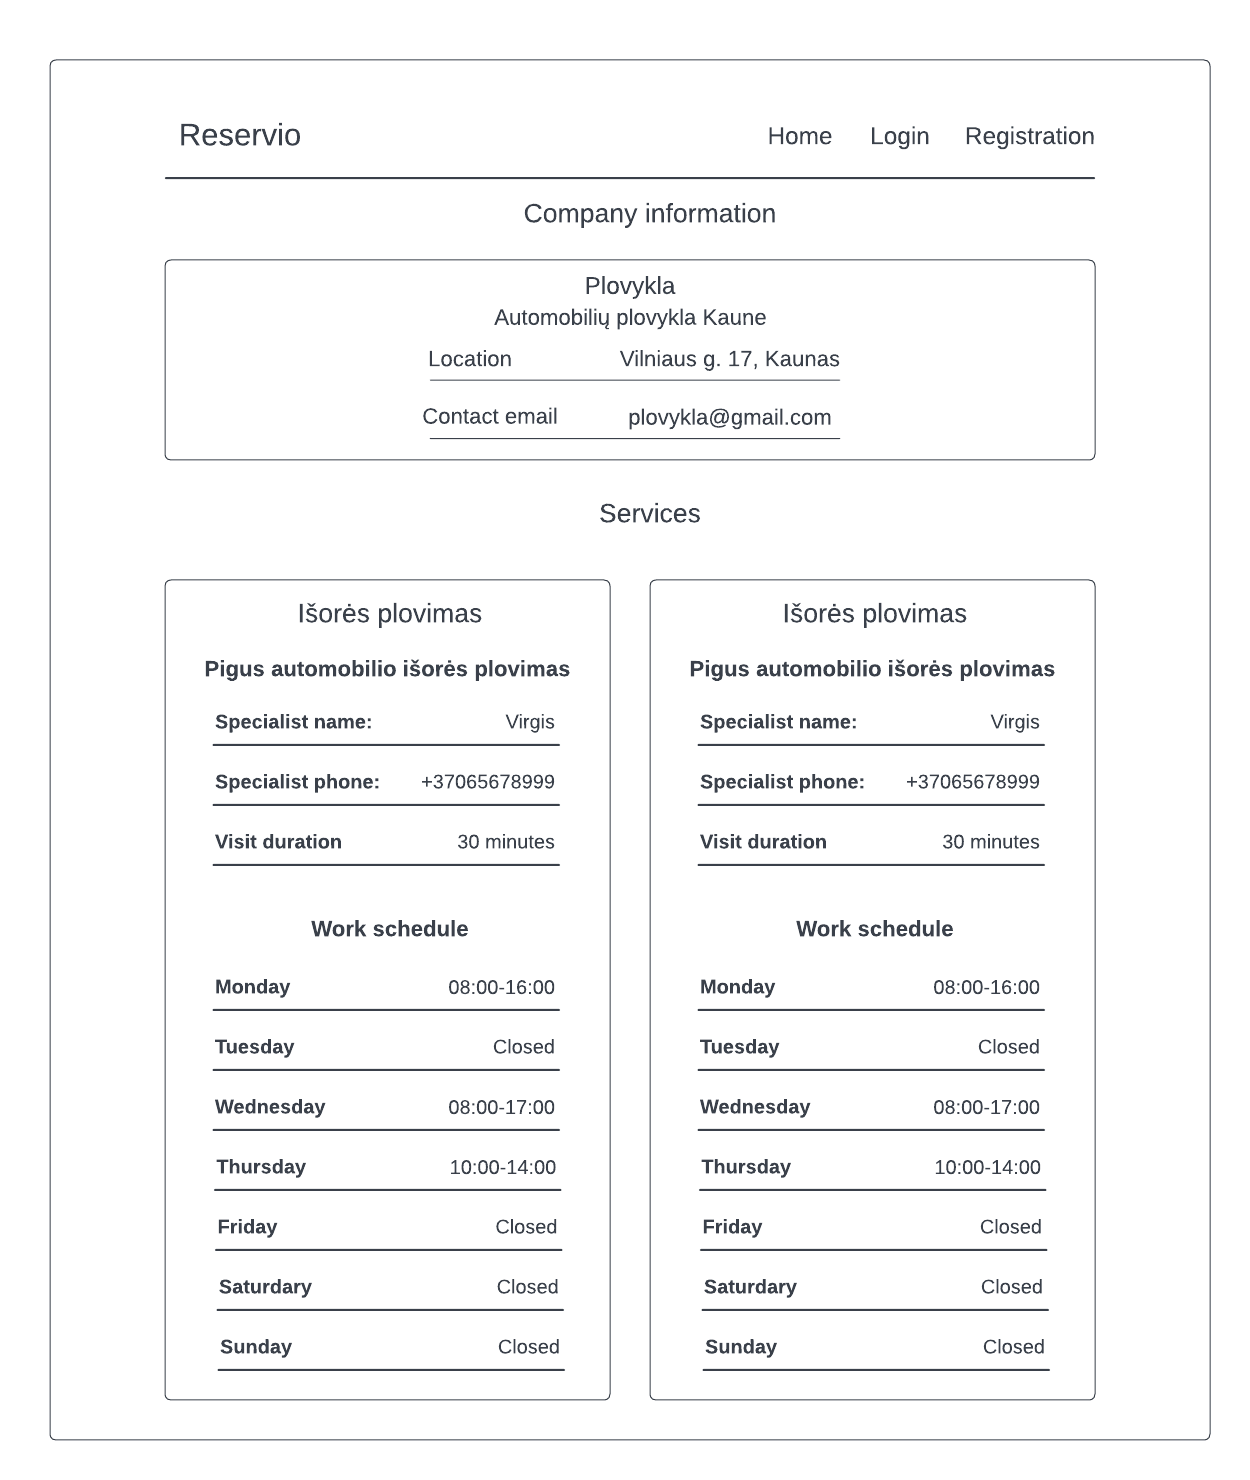 Reservio Home Login Registration
Company information
Plovykla
Automobilių plovykla Kaune
Location Vilniaus g. 17, Kaunas
Contact email plovykla@gmail.com
Services
Išorės plovimas
Pigus automobilio išorės plovimas
Specialist name: Virgis
Specialist phone: +37065678999
Visit duration 30 minutes
Work schedule
Monday 08:00-16:00
Tuesday Closed
Wednesday 08:00-17:00
Thursday 10:00-14:00
Friday Closed
Saturdary Closed
Sunday Closed
Išorės plovimas
Pigus automobilio išorės plovimas
Specialist name: Virgis
Specialist phone: +37065678999
Visit duration 30 minutes
Work schedule
Monday 08:00-16:00
Tuesday Closed
Wednesday 08:00-17:00
Thursday 10:00-14:00
Friday Closed
Saturdary Closed
Sunday Closed